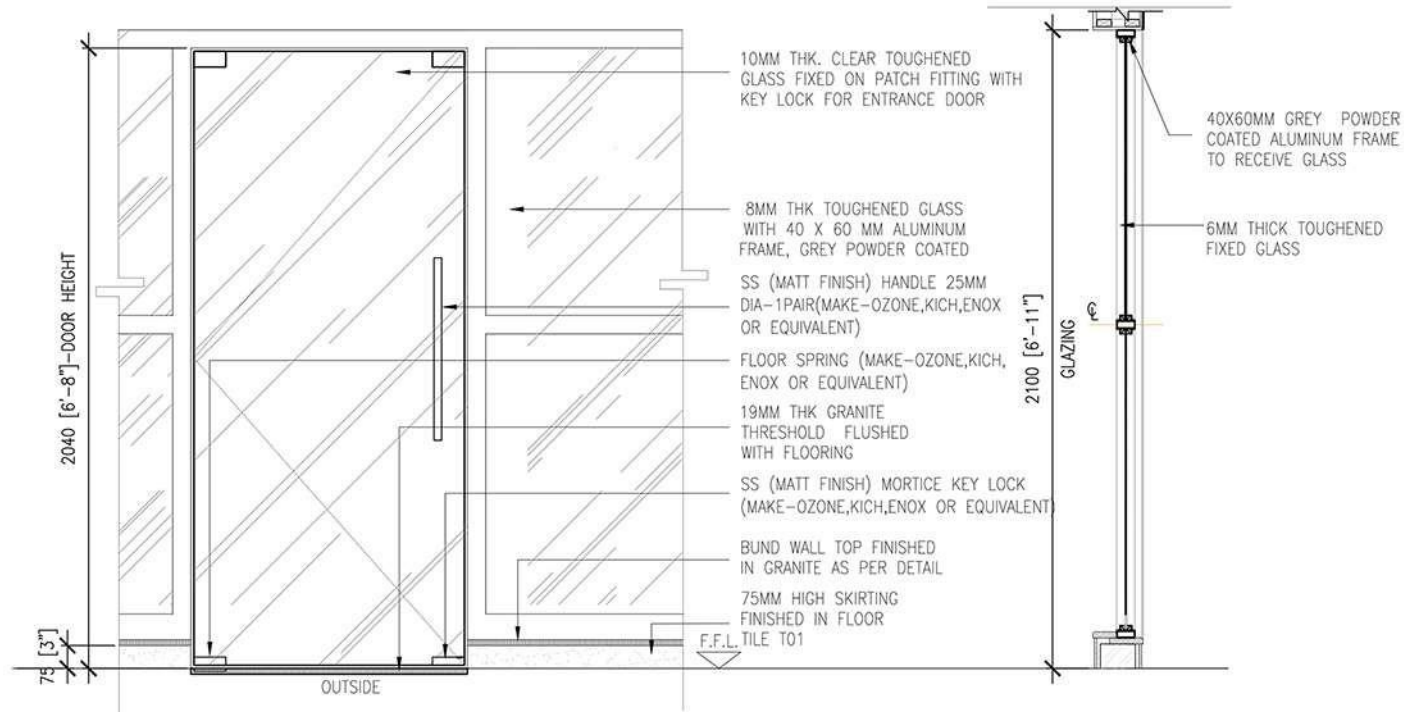 10MM THK. CLEAR TOUGHENED
GLASS FIXED ON PATCH FITTING WITH
KEY LOCK FOR ENTRANCE DOOR
8MM THK TOUGHENED GLASS
WITH 40 X 60 MM ALUMINUM
FRAME, GREY POWDER COATED
SS (MATT FINISH) HANDLE 25MM
DIA-1PAIR(MAKE-OZONE,KICH,ENOX
OR EQUIVALENT)
FLOOR SPRING (MAKE-OZONE,KICH,
ENOX OR EQUIVALENT)
19MM THK GRANITE
THRESHOLD FLUSHED
WITH FLOORING
SS (MATT FINISH) MORTICE KEY LOCK
(MAKE-OZONE,KICH,ENOX OR EQUIVALENT)
BUND WALL TOP FINISHED
IN GRANITE AS PER DETAIL
75MM HIGH SKIRTING
FINISHED IN FLOOR
TILE T01
F.F.L.
2040 [6'-8"]-DOOR HEIGHT
75 [3"]
OUTSIDE
2100 [6'-11"]
GLAZING
℄
40X60MM GREY POWDER
COATED ALUMINUM FRAME
TO RECEIVE GLASS
6MM THICK TOUGHENED
FIXED GLASS